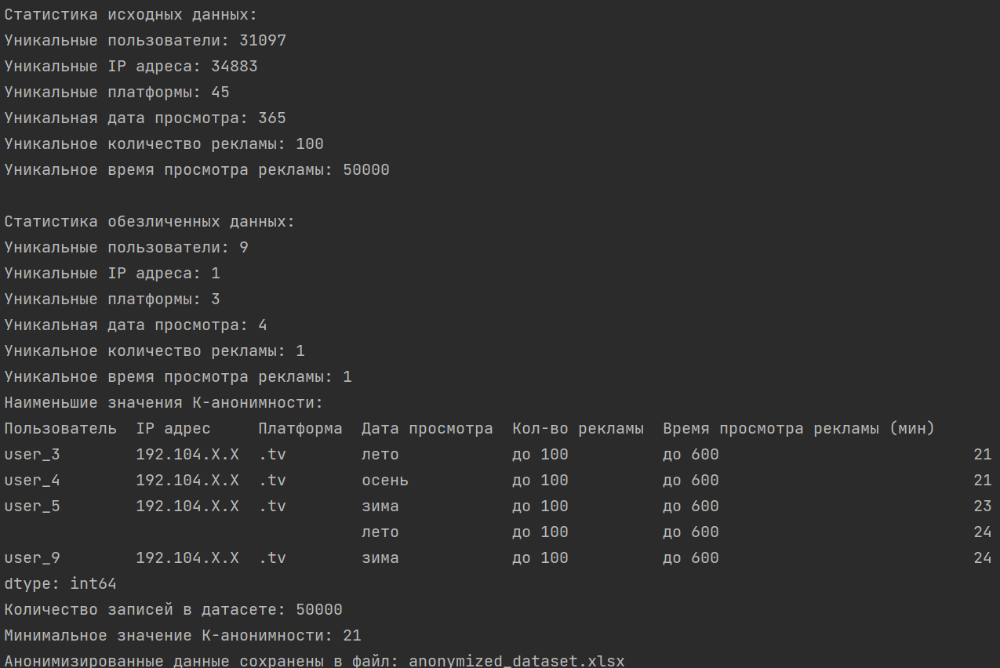 Статистика исходных данных:
Уникальные пользователи: 31097
Уникальные IP адреса: 34883
Уникальные платформы: 45
Уникальная дата просмотра: 365
Уникальное количество рекламы: 100
Уникальное время просмотра рекламы: 50000
Статистика обезличенных данных:
Уникальные пользователи: 9
Уникальные IP адреса: 1
Уникальные платформы: 3
Уникальная дата просмотра: 4
Уникальное количество рекламы: 1
Уникальное время просмотра рекламы: 1
Наименьшие значения К-анонимности:
Пользователь IP адрес Платформа Дата просмотра Кол-во рекламы Время просмотра рекламы (мин)
user_3 192.104.X.X .tv лето до 100 до 600 21
user_4 192.104.X.X .tv осень до 100 до 600 21
user_5 192.104.X.X .tv зима до 100 до 600 23
лето до 100 до 600 24
user_9 192.104.X.X .tv зима до 100 до 600 24
dtype: int64
Количество записей в датасете: 50000
Минимальное значение К-анонимности: 21
Анонимизированные данные сохранены в файл: anonymized_dataset.xlsx